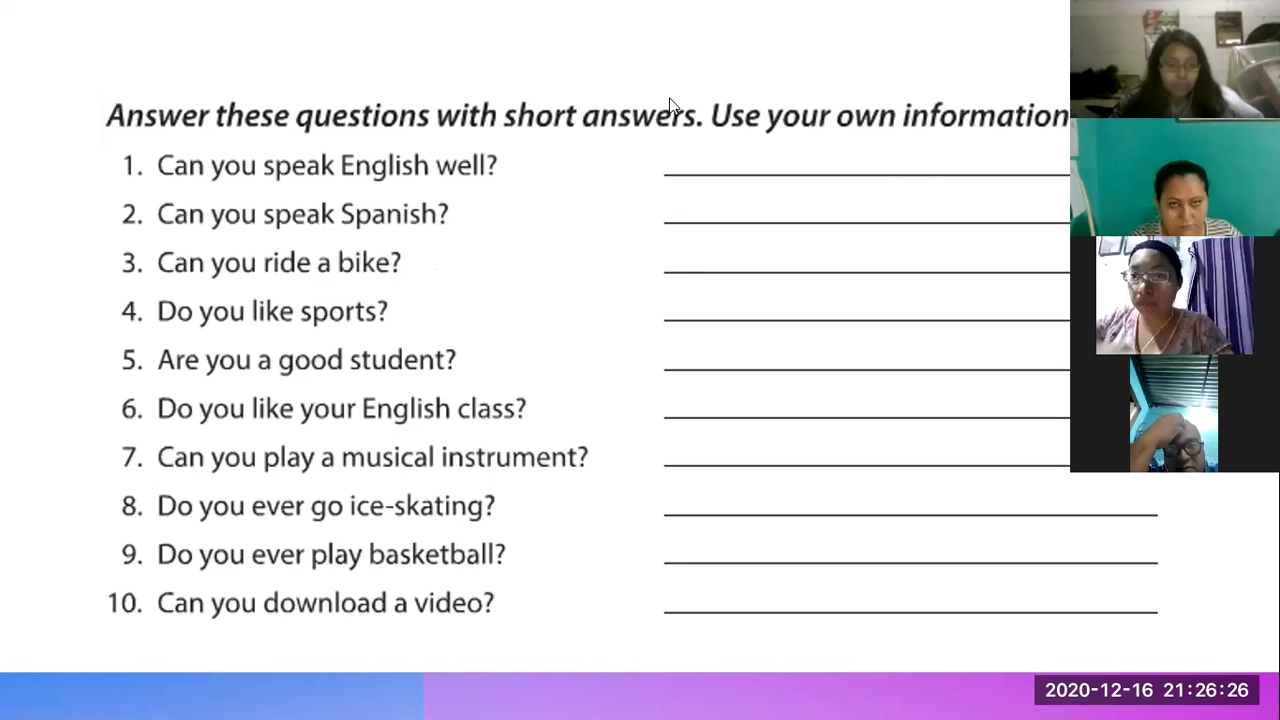 Answer these questions with short answers. Use your own information
1. Can you speak English well?
2. Can you speak Spanish?
3. Can you ride a bike?
4. Do you like sports?
5. Are you a good student?
6. Do you like your English class?
7. Can you play a musical instrument?
8. Do you ever go ice-skating?
9. Do you ever play basketball?
10. Can you download a video?
2020-12-16 21:26:26